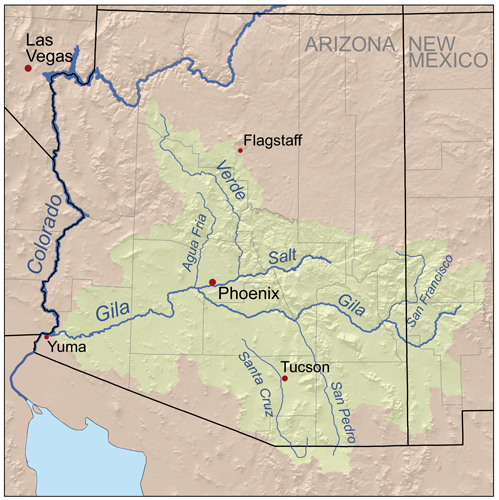 Las
Vegas
ARIZONA
NEW
MEXICO
Flagstaff
Verde
Colorado
Agua Fria
Salt
San Francisco
Phoenix
Gila
Gila
Yuma
Santa Cruz
Tucson
San Pedro